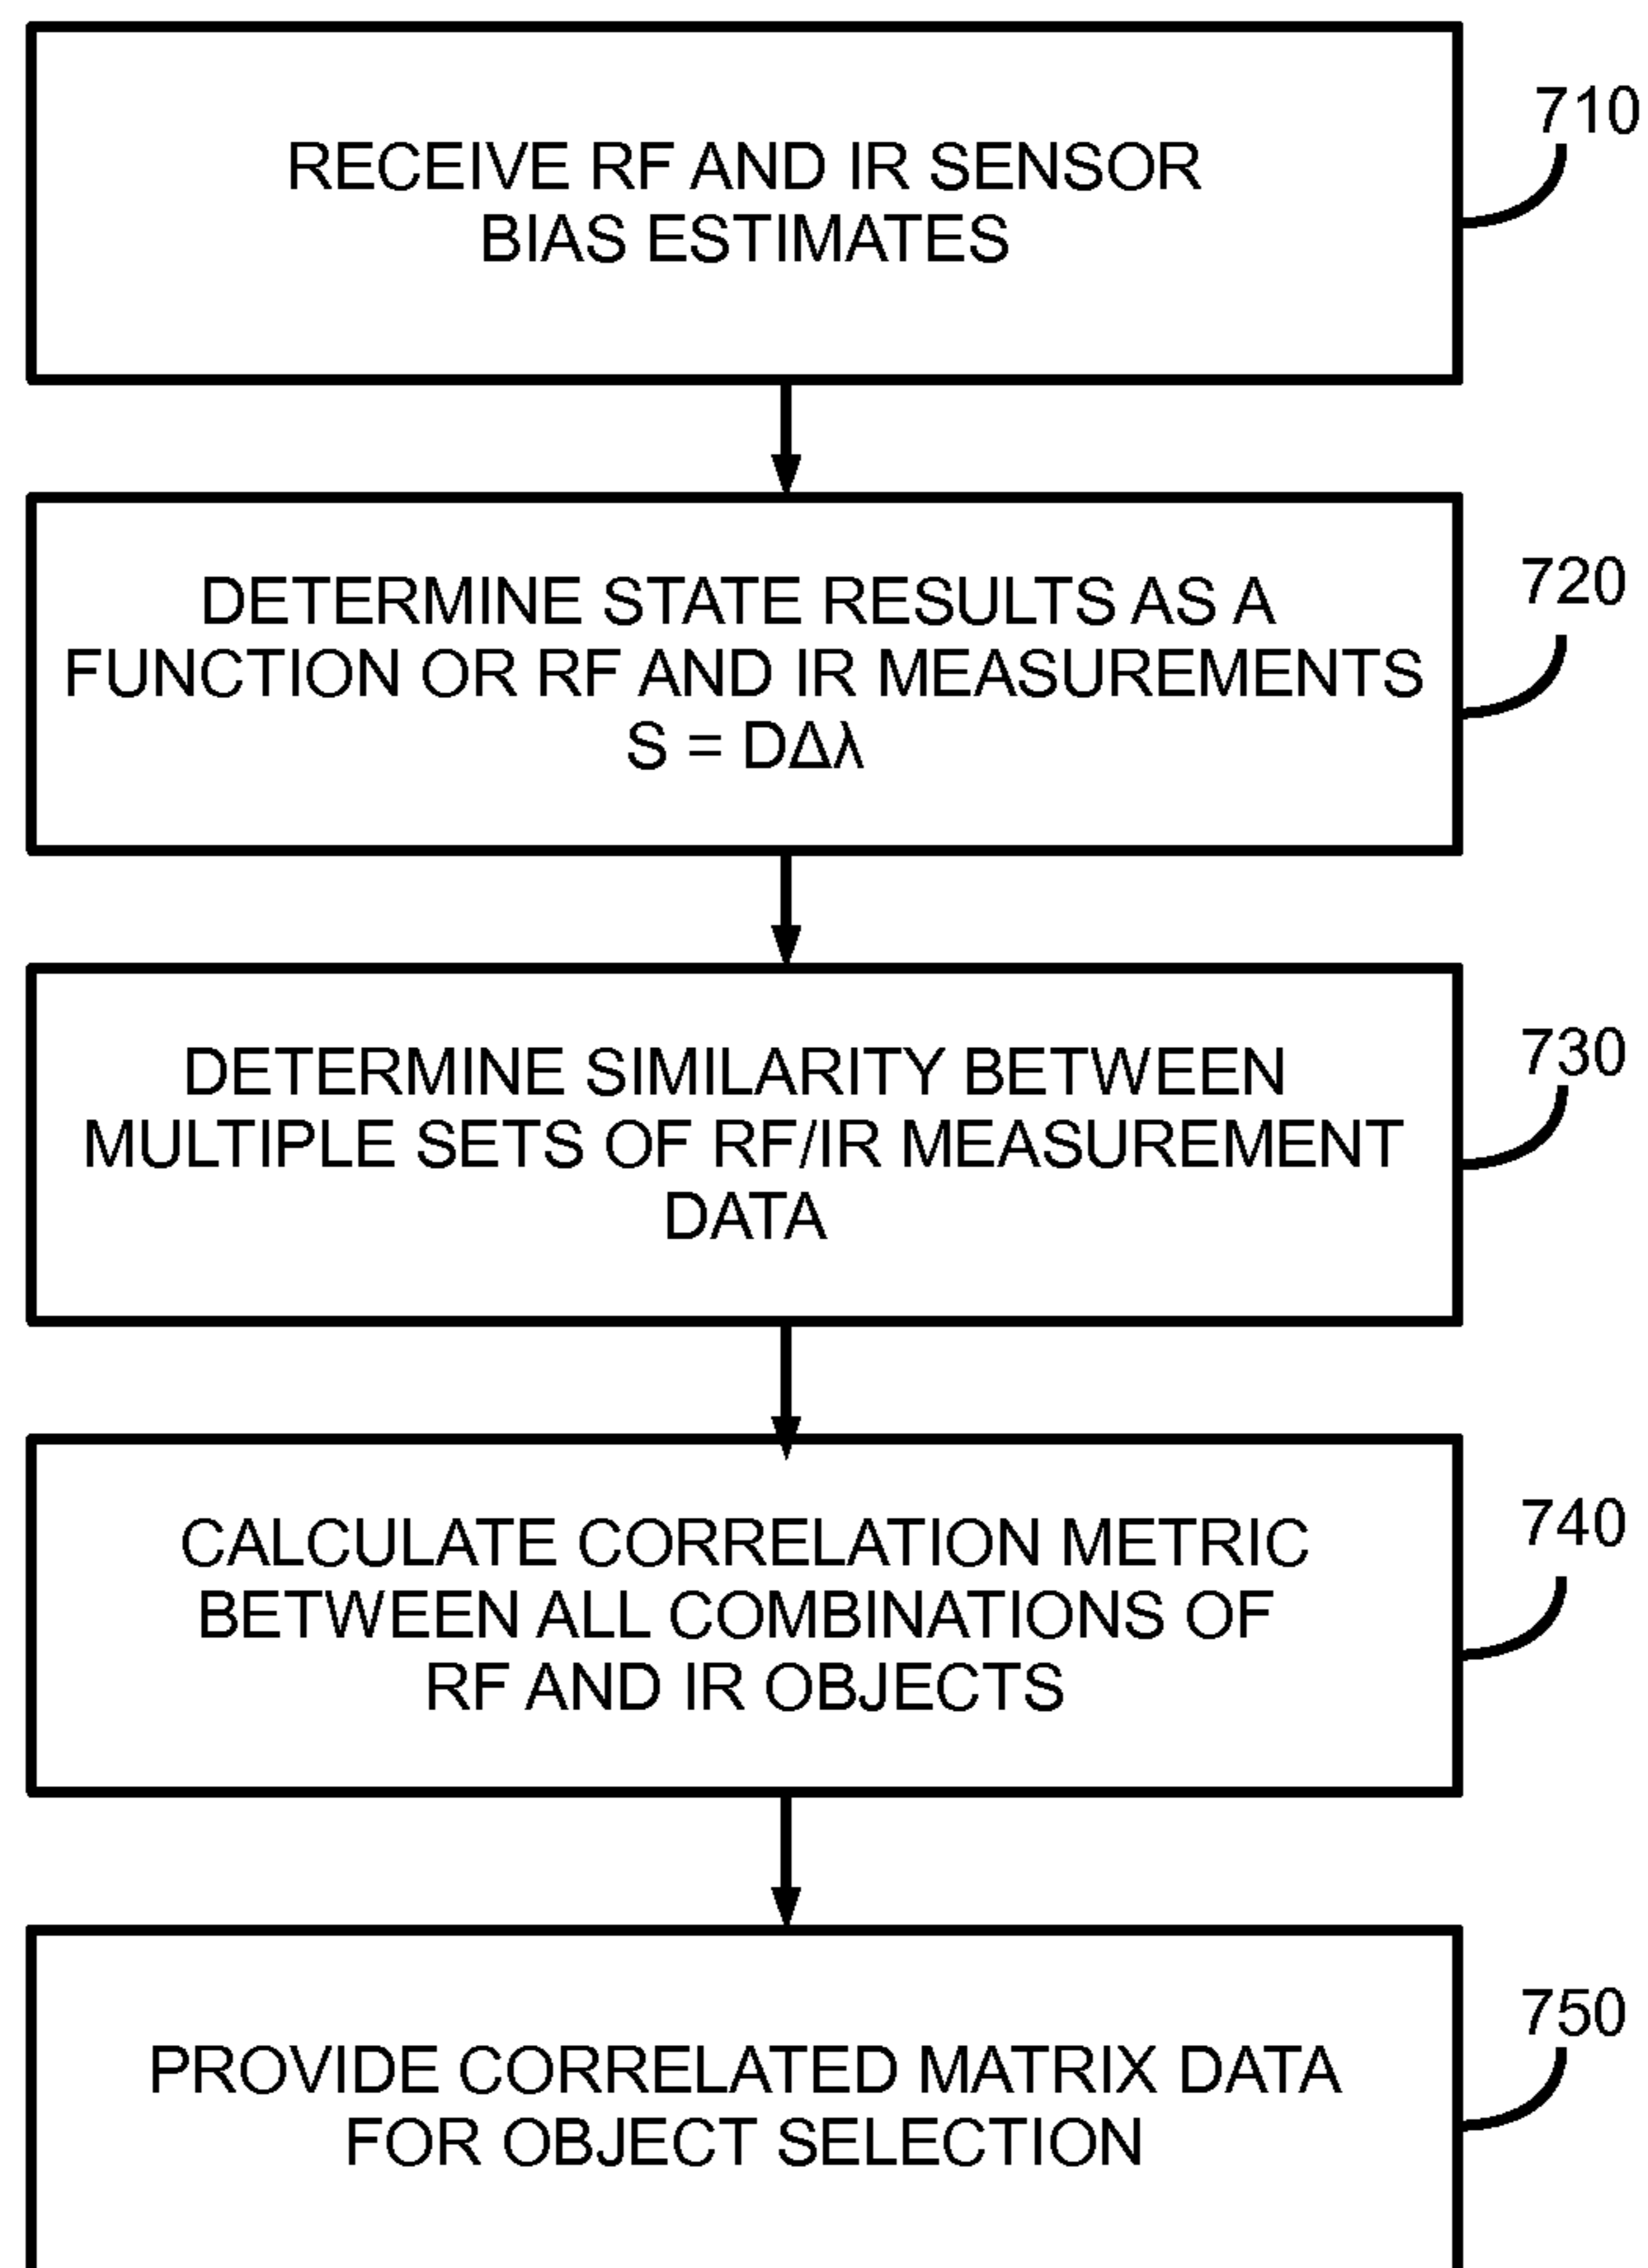 710
RECEIVE RF AND IR SENSOR
BIAS ESTIMATES
720
DETERMINE STATE RESULTS AS A
FUNCTION OR RF AND IR MEASUREMENTS
S = DΔλ
730
DETERMINE SIMILARITY BETWEEN
MULTIPLE SETS OF RF/IR MEASUREMENT
DATA
740
CALCULATE CORRELATION METRIC
BETWEEN ALL COMBINATIONS OF
RF AND IR OBJECTS
750
PROVIDE CORRELATED MATRIX DATA
FOR OBJECT SELECTION